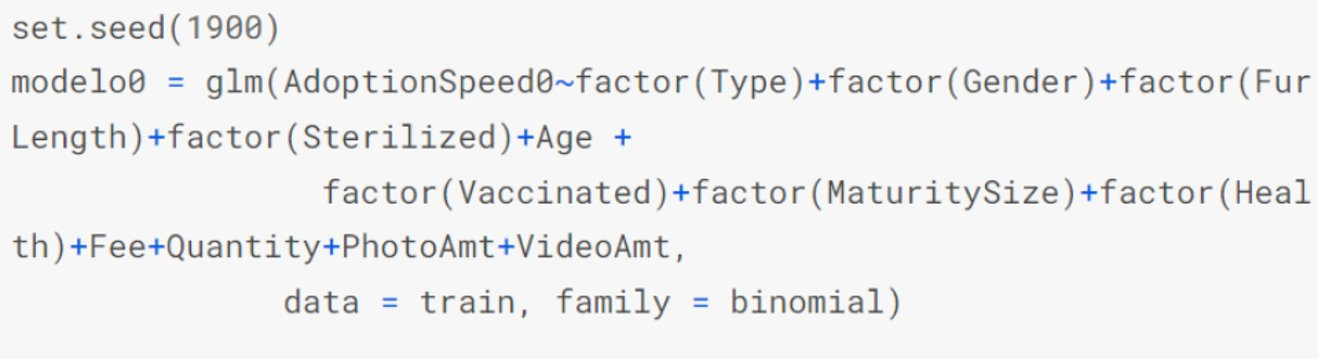 set.seed(1900)
modelo0 = glm(AdoptionSpeed0~factor(Type)+factor(Gender)+factor(Fur
Length)+factor(Sterilized)+Age +
                 factor(Vaccinated)+factor(MaturitySize)+factor(Heal
th)+Fee+Quantity+PhotoAmt+VideoAmt,
               data = train, family = binomial)